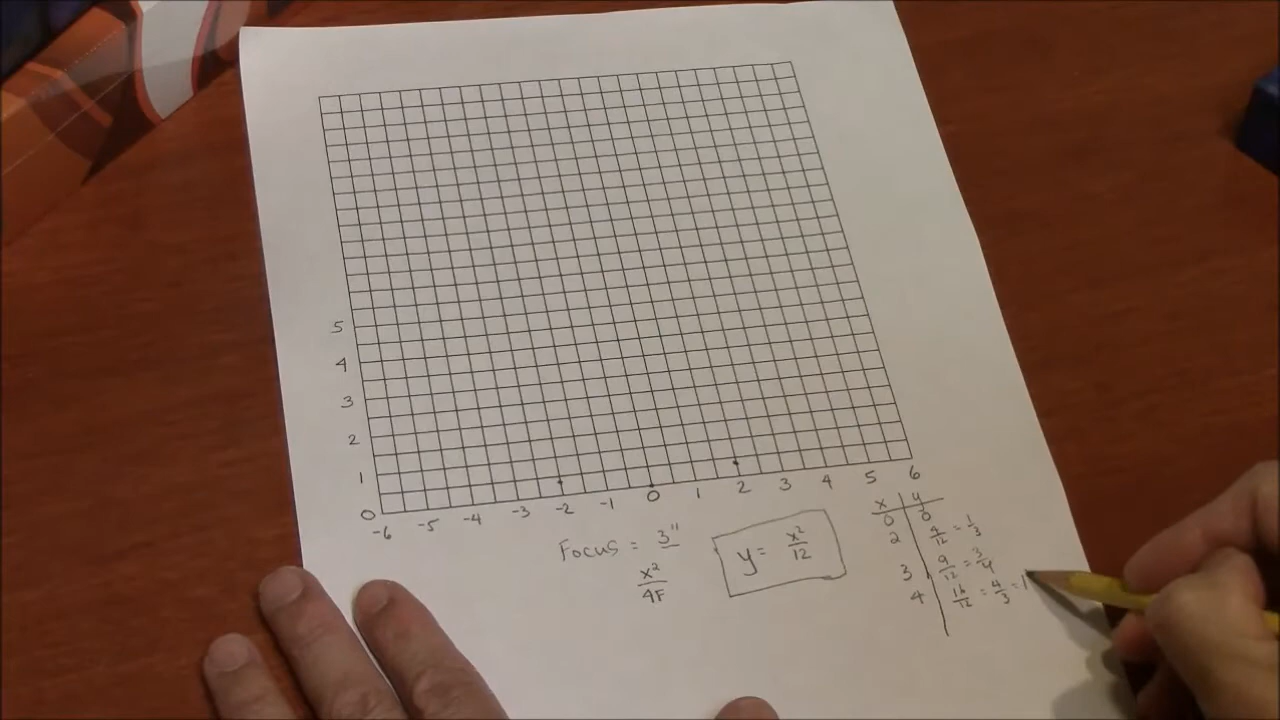 5
4
3
2
1
0
-6 -5 -4 -3 -2 -1 0 1 2 3 4 5 6
Focus = 3"
x²/4F
y = x²/12
x y
0 0
2 4/12 = 1/3
3 9/12 = 3/4
4 16/12 = 4/3 = 1